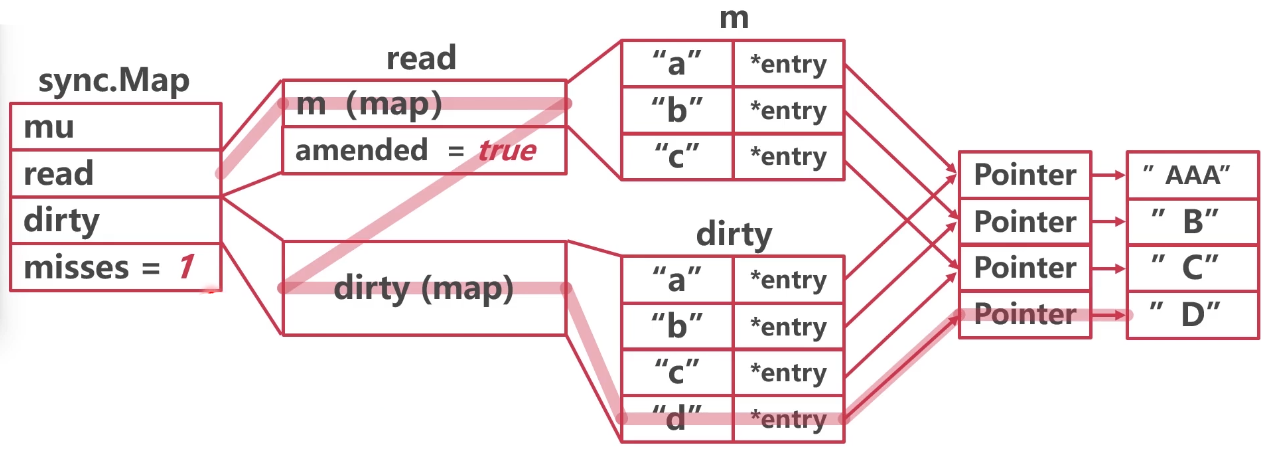 sync.Map
mu
read
dirty
misses = 1
read
m (map)
amended = true
dirty (map)
m
“a” *entry
“b” *entry
“c” *entry
dirty
“a” *entry
“b” *entry
“c” *entry
“d” *entry
Pointer ” AAA”
Pointer ” B”
Pointer ” C”
Pointer ” D”